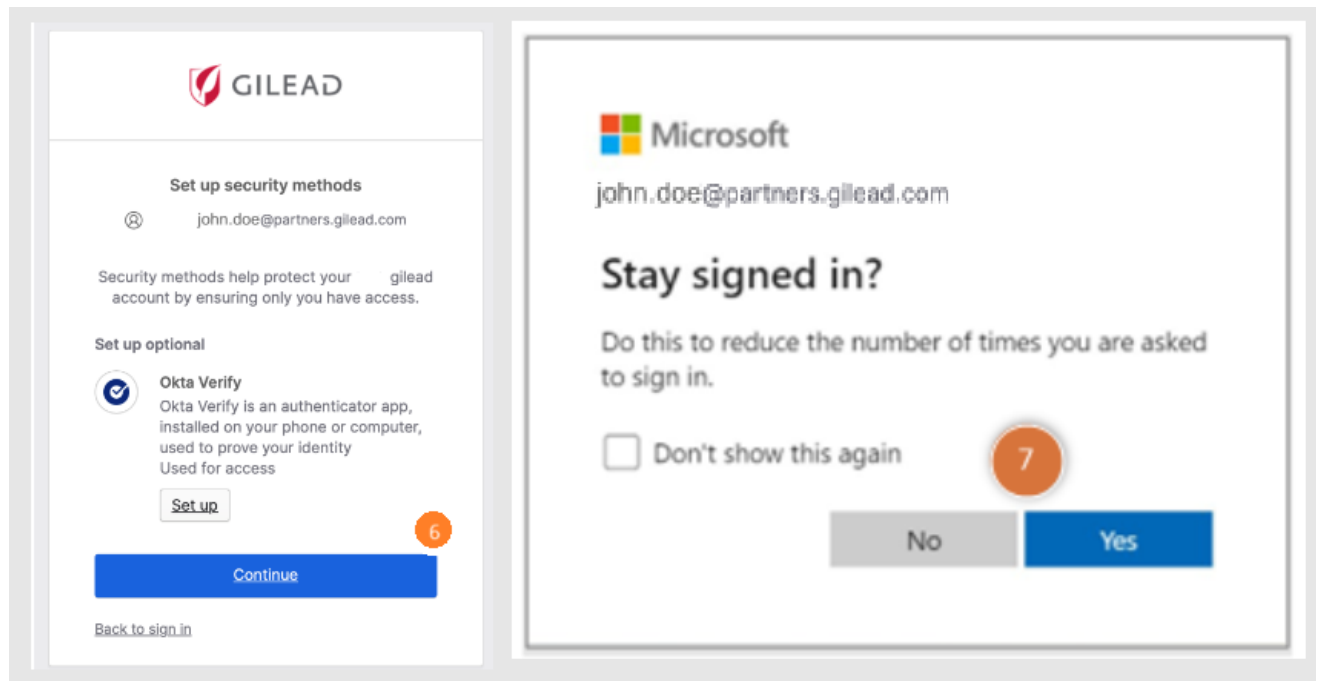 GILEAD
Set up security methods
john.doe@partners.gilead.com
Security methods help protect your gilead
account by ensuring only you have access.
Set up optional
Okta Verify
Okta Verify is an authenticator app,
installed on your phone or computer,
used to prove your identity
Used for access
Set up
6
Continue
Back to sign in
Microsoft
john.doe@partners.gilead.com
Stay signed in?
Do this to reduce the number of times you are asked
to sign in.
Don't show this again
7
No
Yes